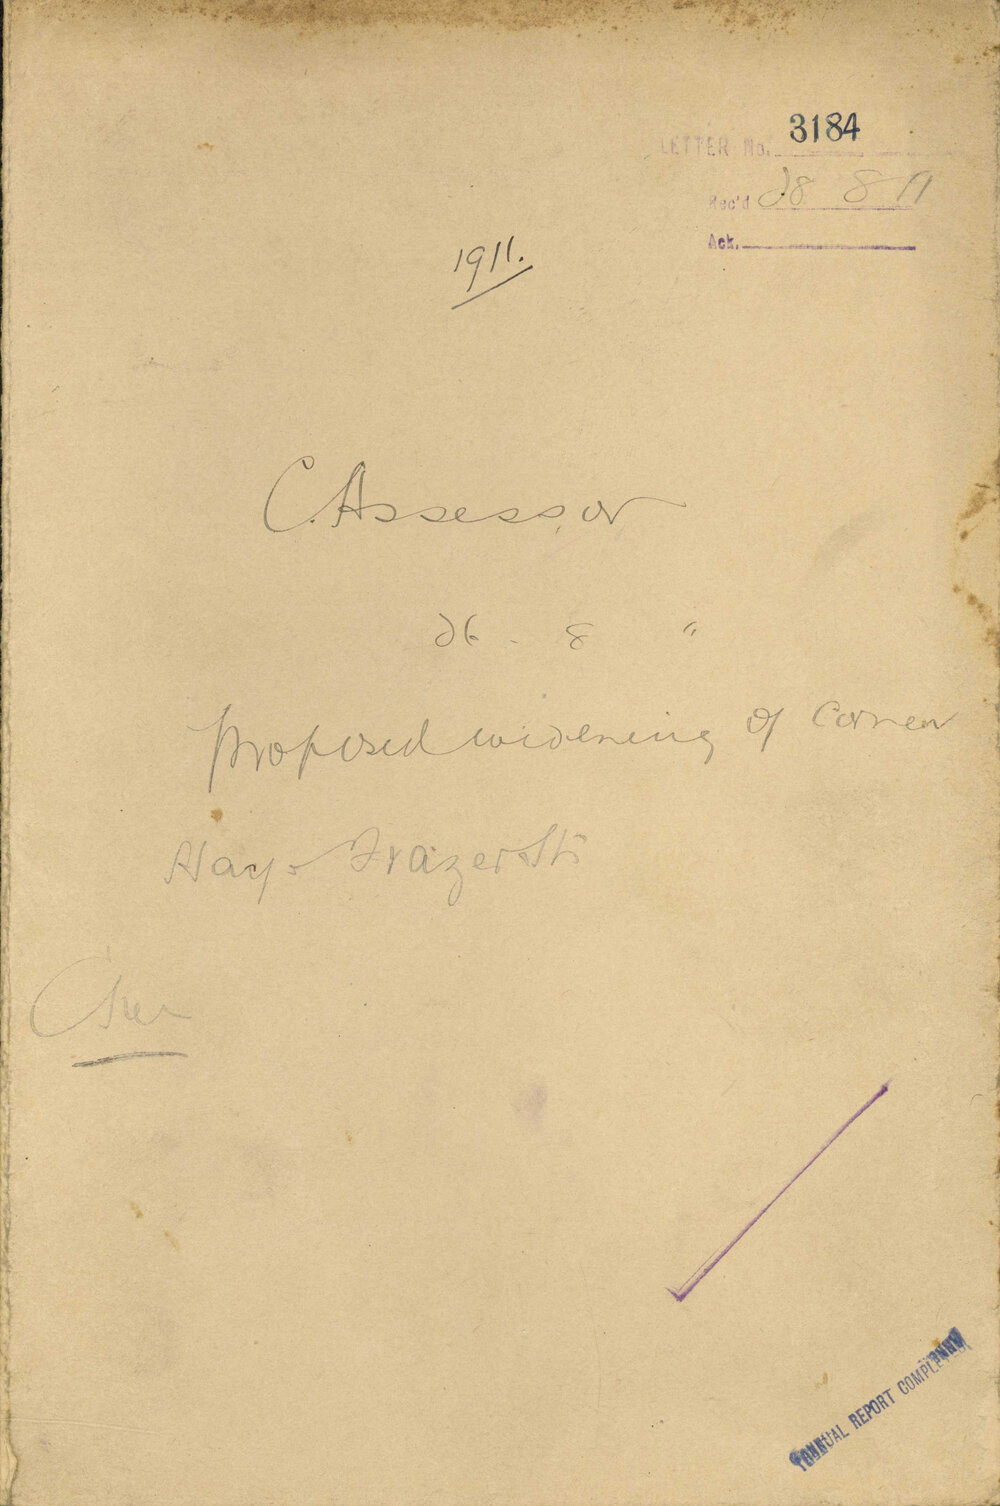 LETTER No. 3184
Rec'd 28 8 11
Ack.
1911.
C. Assessor
26 - 8 "
Proposed widening of Corner
Hay & Frazer Sts
ANNUAL REPORT